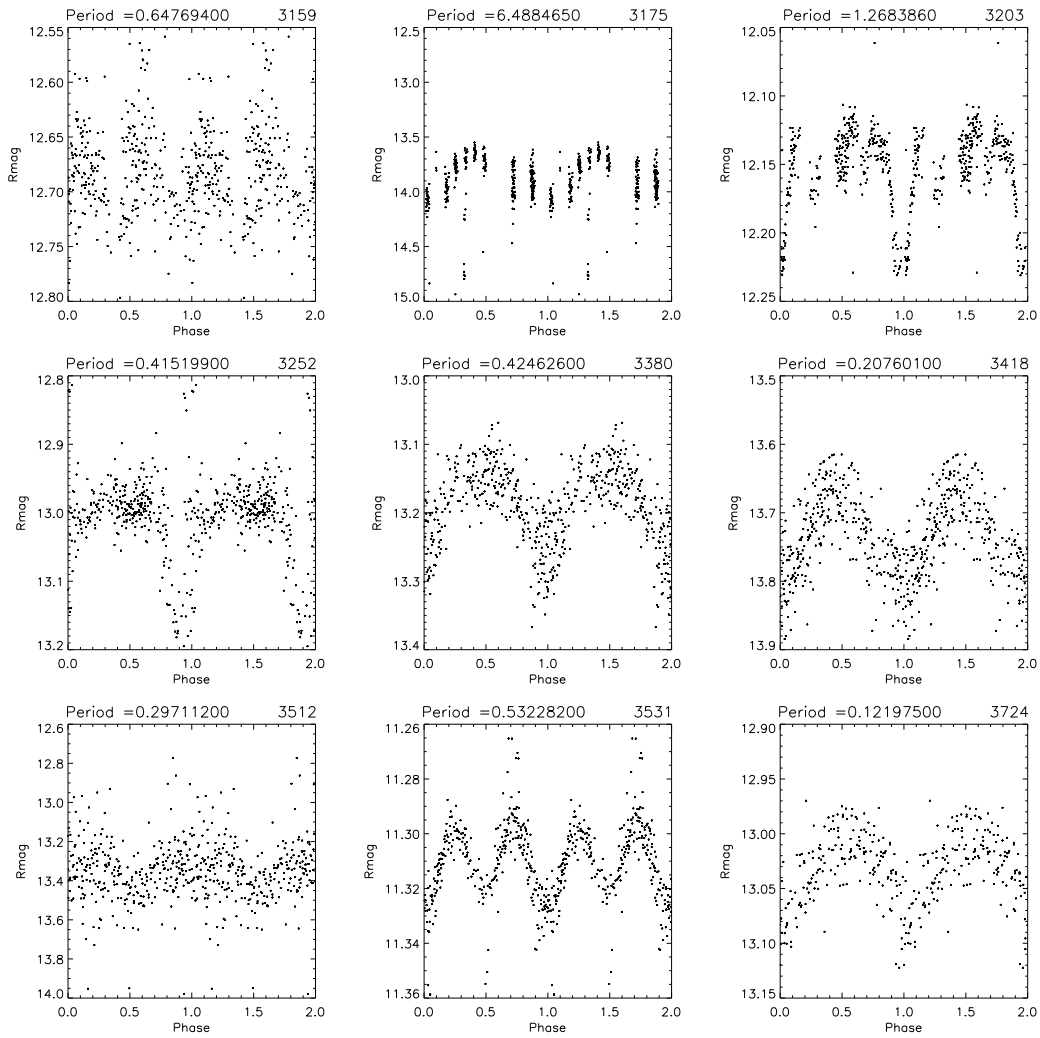 Period =0.64769400 3159
12.55
12.60
12.65
12.70
12.75
12.80
Rmag
0.0 0.5 1.0 1.5 2.0
Phase
Period =6.4884650 3175
12.5
13.0
13.5
14.0
14.5
15.0
Rmag
0.0 0.5 1.0 1.5 2.0
Phase
Period =1.2683860 3203
12.05
12.10
12.15
12.20
12.25
Rmag
0.0 0.5 1.0 1.5 2.0
Phase
Period =0.41519900 3252
12.8
12.9
13.0
13.1
13.2
Rmag
0.0 0.5 1.0 1.5 2.0
Phase
Period =0.42462600 3380
13.0
13.1
13.2
13.3
13.4
Rmag
0.0 0.5 1.0 1.5 2.0
Phase
Period =0.20760100 3418
13.5
13.6
13.7
13.8
13.9
Rmag
0.0 0.5 1.0 1.5 2.0
Phase
Period =0.29711200 3512
12.6
12.8
13.0
13.2
13.4
13.6
13.8
14.0
Rmag
0.0 0.5 1.0 1.5 2.0
Phase
Period =0.53228200 3531
11.26
11.28
11.30
11.32
11.34
11.36
Rmag
0.0 0.5 1.0 1.5 2.0
Phase
Period =0.12197500 3724
12.90
12.95
13.00
13.05
13.10
13.15
Rmag
0.0 0.5 1.0 1.5 2.0
Phase